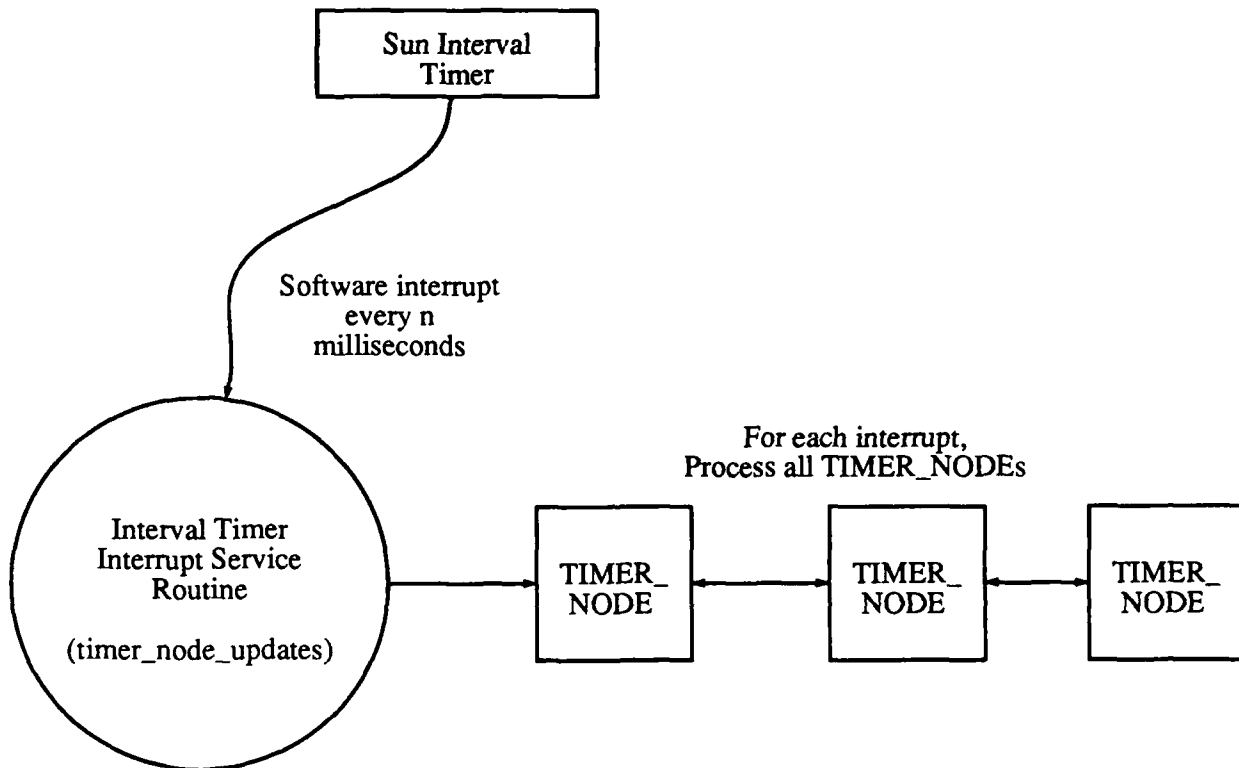 Sun Interval
Timer
Software interrupt
every n
milliseconds
For each interrupt,
Process all TIMER_NODEs
Interval Timer
Interrupt Service
Routine
(timer_node_updates)
TIMER_
NODE
TIMER_
NODE
TIMER_
NODE